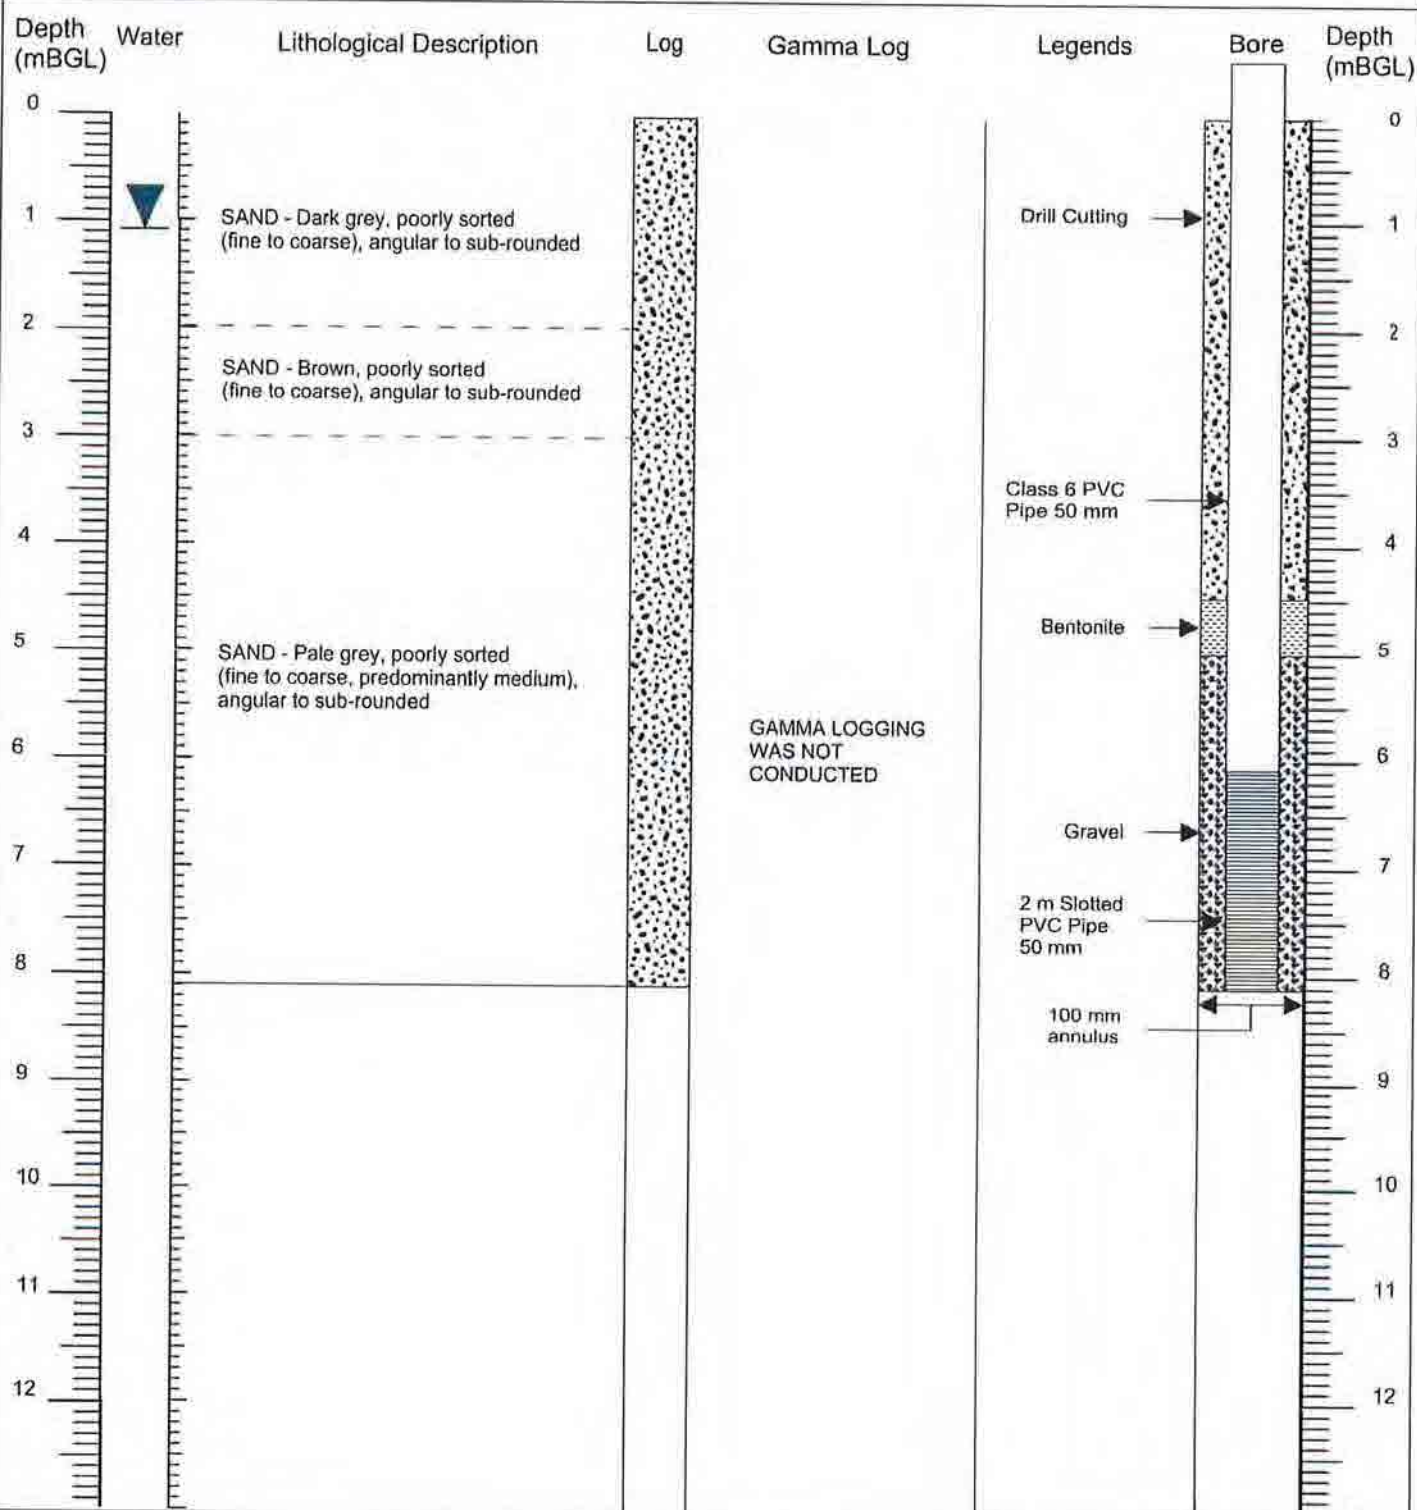 Depth (mBGL)
Water
Lithological Description
Log
Gamma Log
Legends
Bore
Depth (mBGL)
0
1
2
3
4
5
6
7
8
9
10
11
12
SAND - Dark grey, poorly sorted
(fine to coarse), angular to sub-rounded
SAND - Brown, poorly sorted
(fine to coarse), angular to sub-rounded
SAND - Pale grey, poorly sorted
(fine to coarse, predominantly medium),
angular to sub-rounded
GAMMA LOGGING
WAS NOT
CONDUCTED
Drill Cutting
Class 6 PVC
Pipe 50 mm
Bentonite
Gravel
2 m Slotted
PVC Pipe
50 mm
100 mm
annulus
0
1
2
3
4
5
6
7
8
9
10
11
12